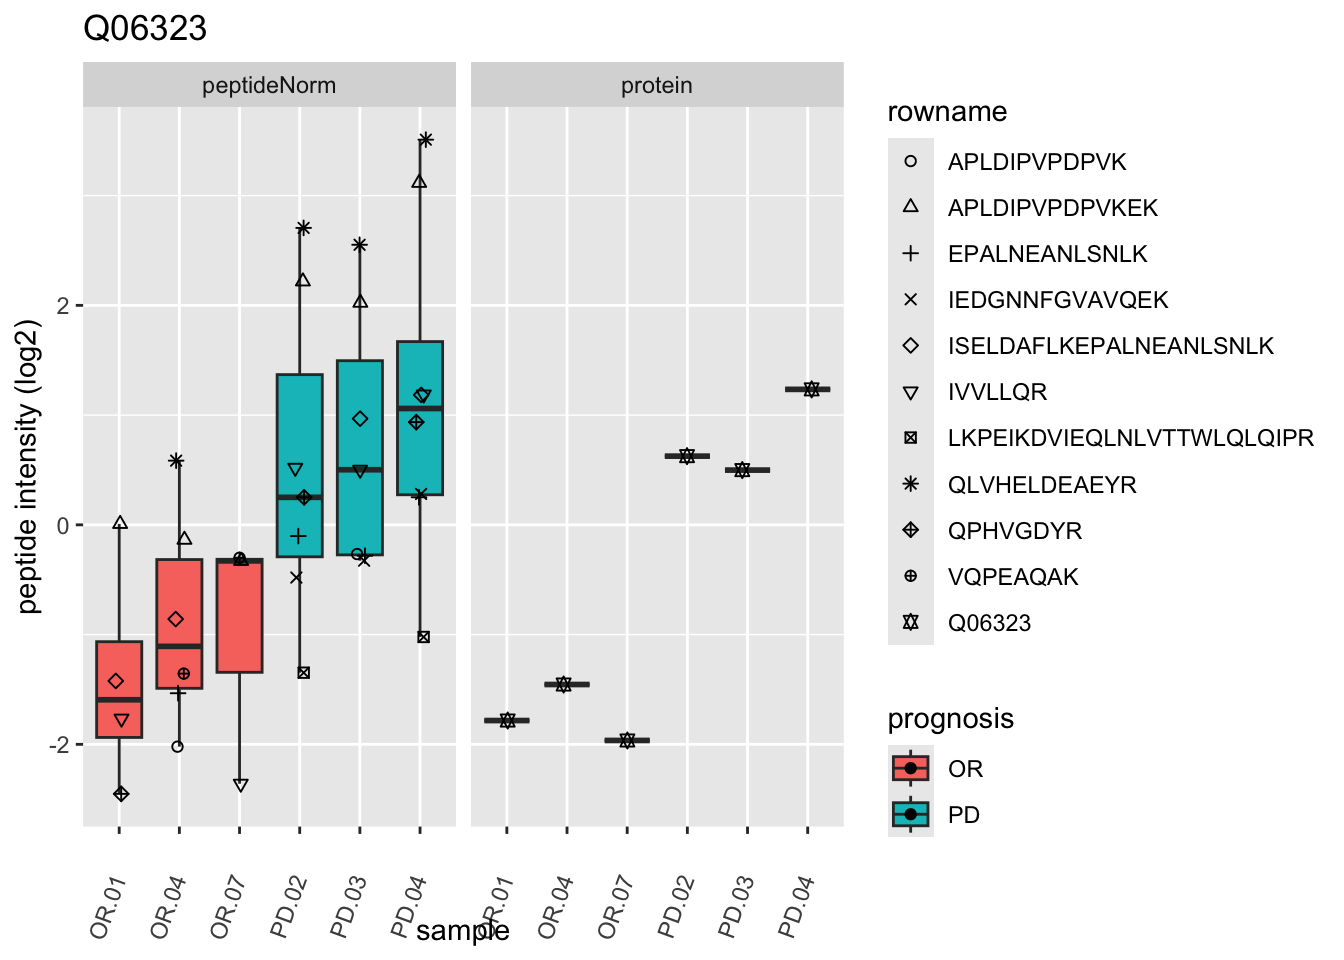 Q06323
peptideNorm
protein
peptide intensity (log2)
2
0
-2
OR.01
OR.04
OR.07
PD.02
PD.03
PD.04
OR.01
OR.04
OR.07
PD.02
PD.03
PD.04
sample
rowname
APLDIPVPDPVK
APLDIPVPDPVKEK
EPALNEANLSNLK
IEDGNNFGVAVQEK
ISELDAFLKEPALNEANLSNLK
IVVLLQR
LKPEIKDVIEQLNLVTTWLQLQIPR
QLVHELDEAEYR
QPHVGDYR
VQPEAQAK
Q06323
prognosis
OR
PD